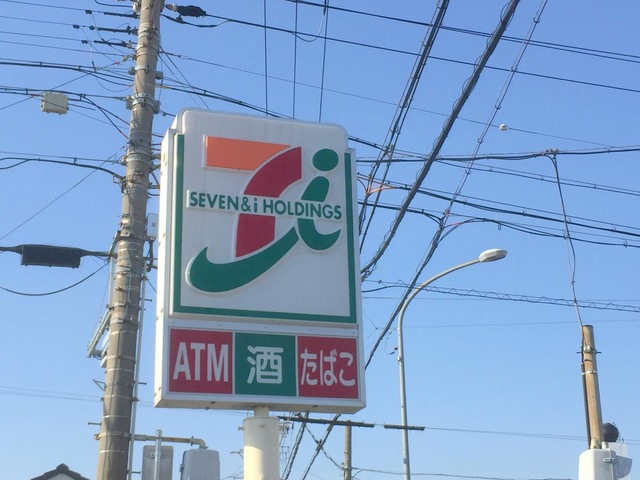 SEVEN&i HOLDINGS
ATM 酒 たばこ